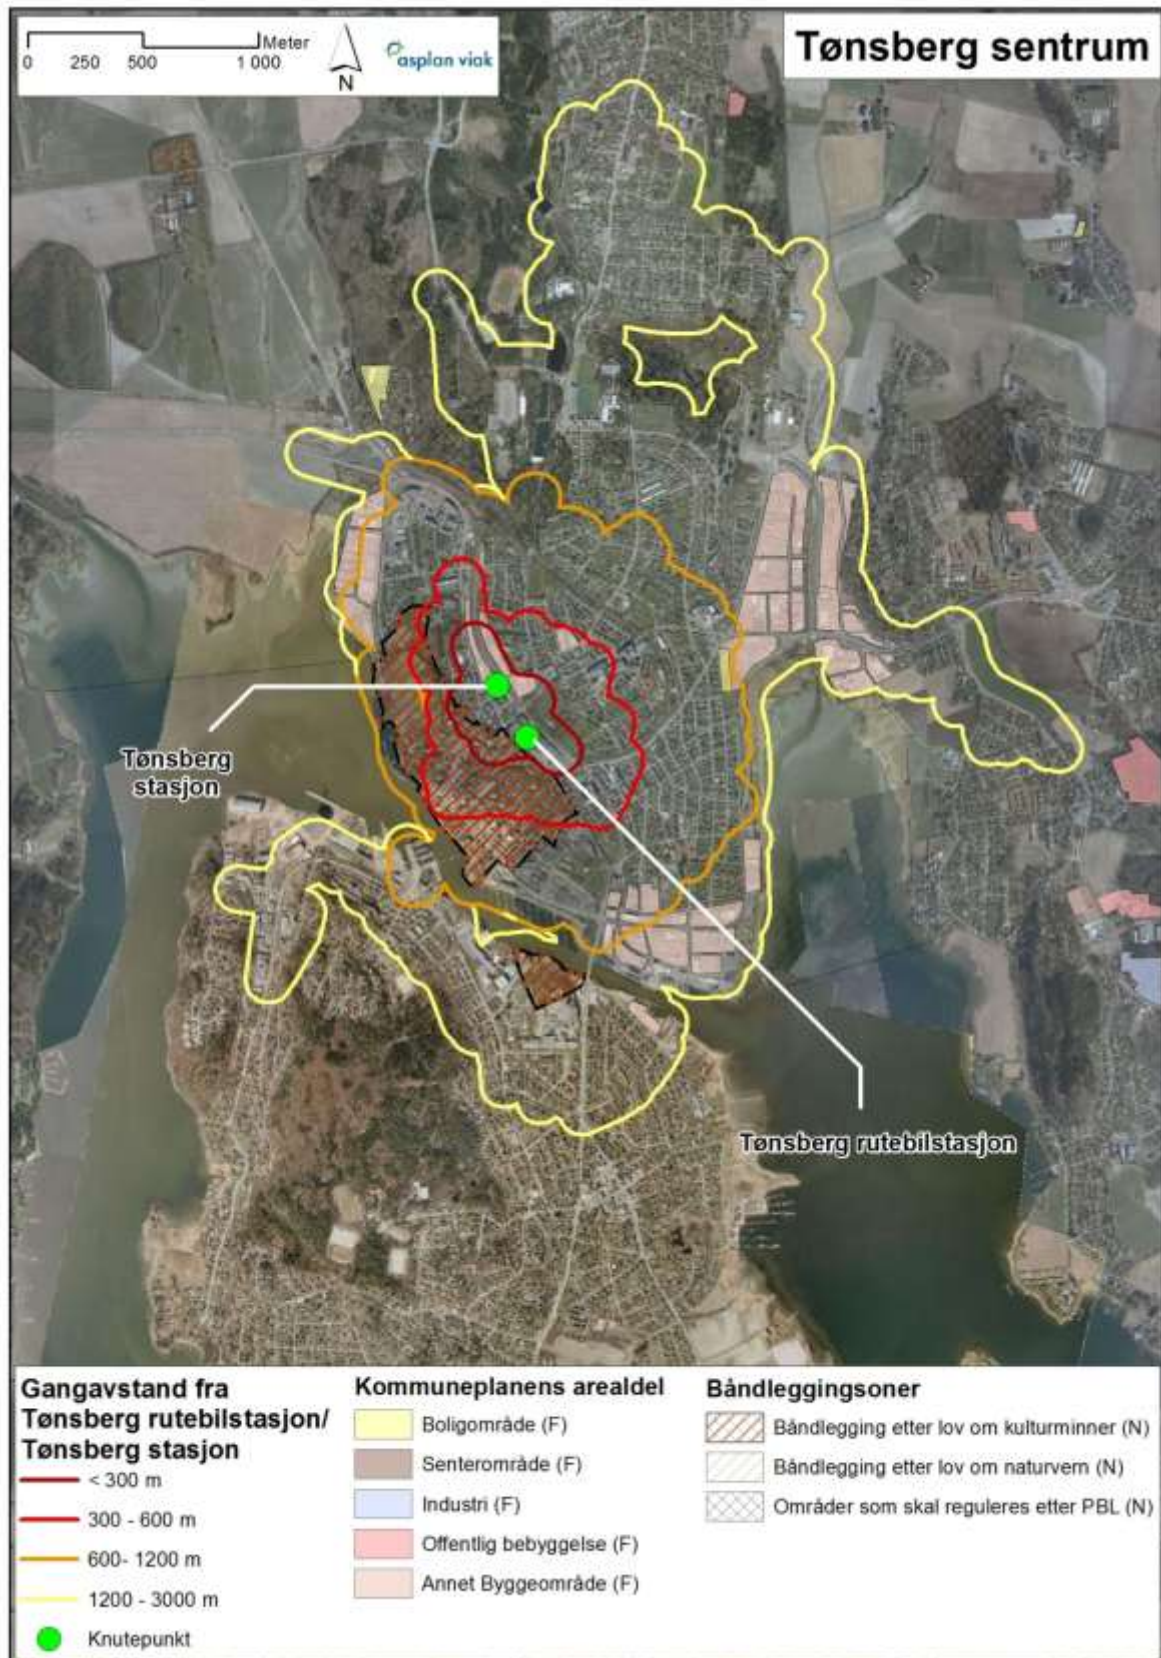 Tønsberg sentrum
Meter
0 250 500 1 000
N
asplan viak
Tønsberg
stasjon
Tønsberg rutebilstasjon
Gangavstand fra
Tønsberg rutebilstasjon/
Tønsberg stasjon
< 300 m
300 - 600 m
600- 1200 m
1200 - 3000 m
Knutepunkt
Kommuneplanens arealdel
Boligområde (F)
Senterområde (F)
Industri (F)
Offentlig bebyggelse (F)
Annet Byggeområde (F)
Båndleggingsoner
Båndlegging etter lov om kulturminner (N)
Båndlegging etter lov om naturvern (N)
Områder som skal reguleres etter PBL (N)